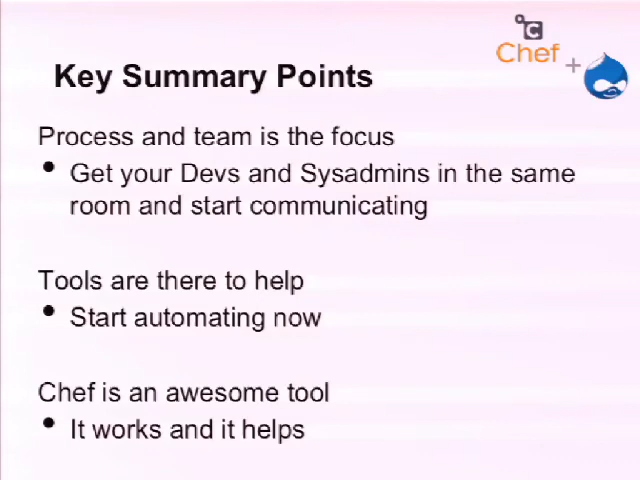 Chef
+
Key Summary Points
Process and team is the focus
• Get your Devs and Sysadmins in the same
room and start communicating
Tools are there to help
• Start automating now
Chef is an awesome tool
• It works and it helps